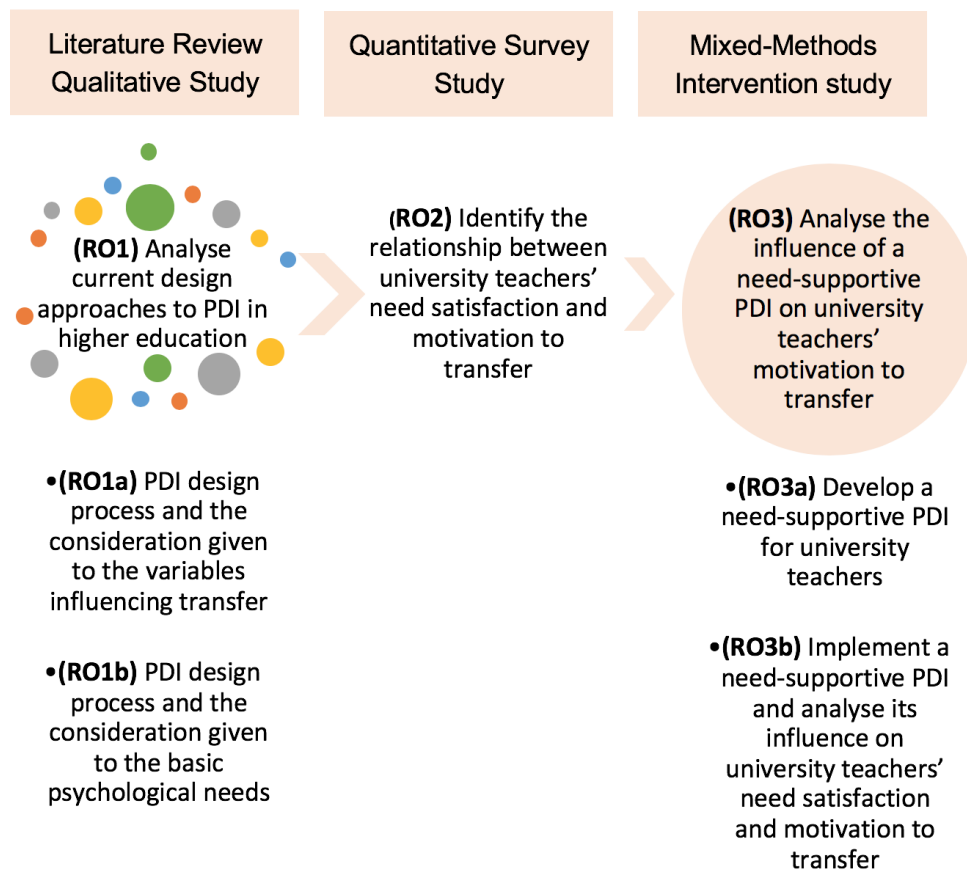 Literature Review
Qualitative Study
Quantitative Survey
Study
Mixed-Methods
Intervention study
(RO1) Analyse
current design
approaches to PDI in
higher education
(RO2) Identify the
relationship between
university teachers’
need satisfaction and
motivation to
transfer
(RO3) Analyse the
influence of a
need-supportive
PDI on university
teachers’
motivation to
transfer
•(RO1a) PDI design
process and the
consideration given
to the variables
influencing transfer
•(RO1b) PDI design
process and the
consideration given
to the basic
psychological needs
•(RO3a) Develop a
need-supportive PDI
for university
teachers
•(RO3b) Implement a
need-supportive PDI
and analyse its
influence on
university teachers’
need satisfaction
and motivation to
transfer